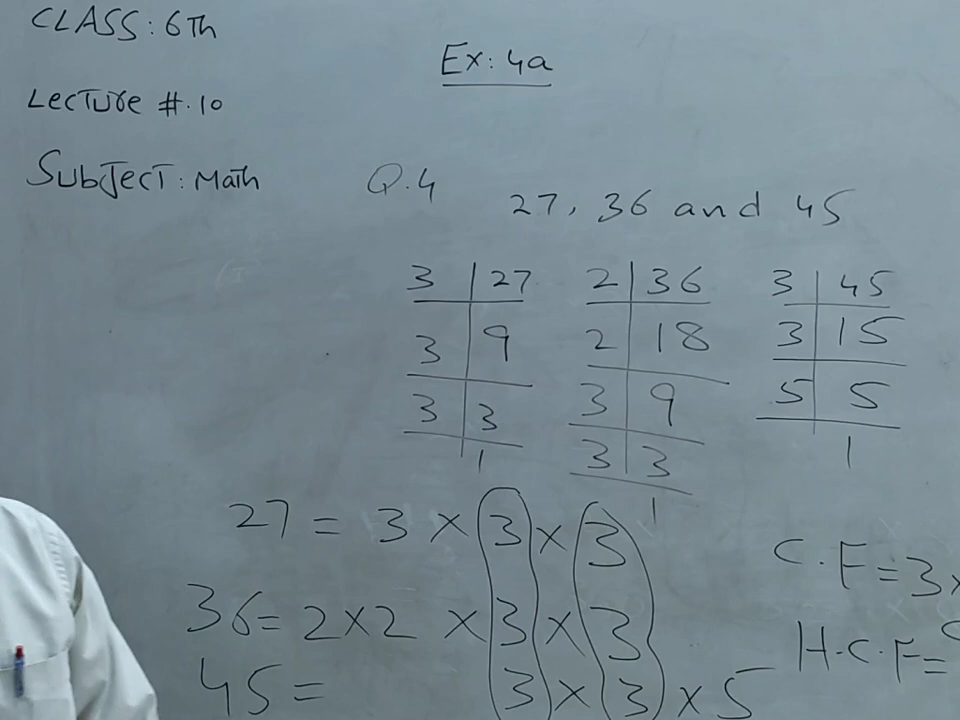 CLASS: 6Th
Ex: 4a
Lecture #.10
Subject: Math
Q.4
27, 36 and 45
3 | 27 2 | 36 3 | 45
3 | 9 2 | 18 3 | 15
3 | 3 3 | 9 5 | 5
1 3 | 3 1
1
27 = 3 × 3 × 3
C.F = 3×
36 = 2 × 2 × 3 × 3
H.C.F =
45 = 3 × 3 × 5